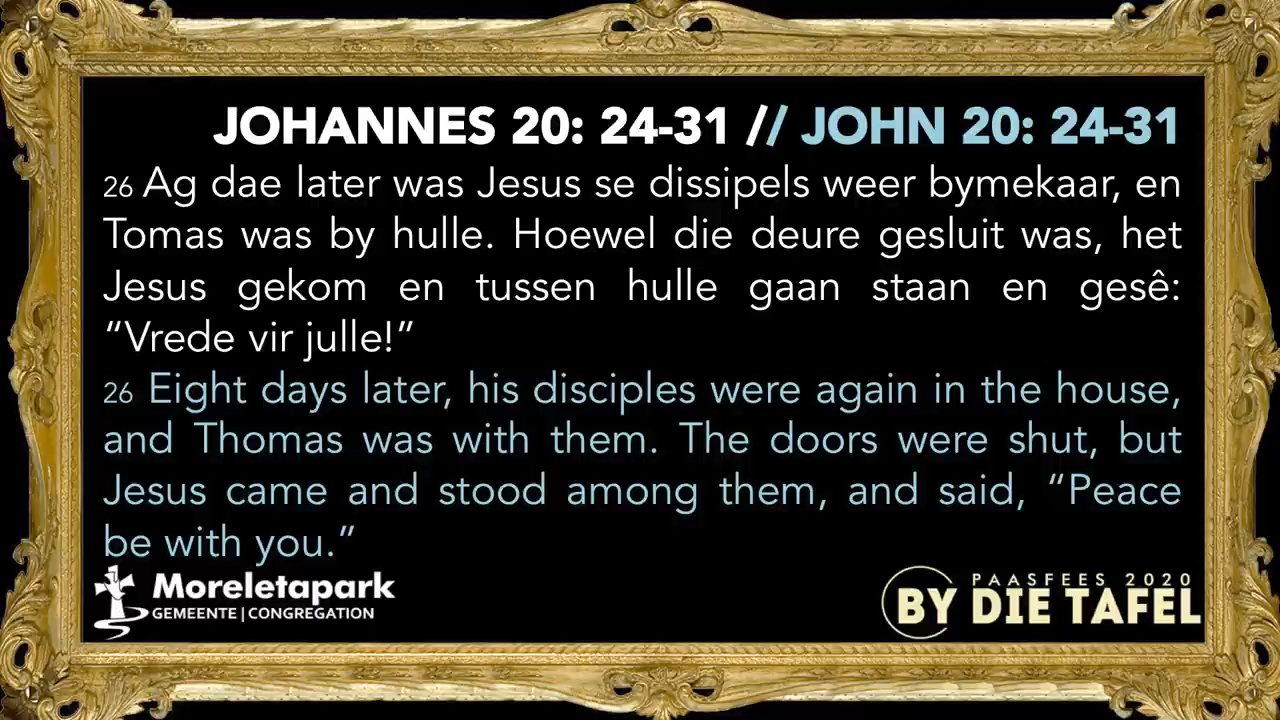 JOHANNES 20: 24-31 // JOHN 20: 24-31
26 Ag dae later was Jesus se dissipels weer bymekaar, en
Tomas was by hulle. Hoewel die deure gesluit was, het
Jesus gekom en tussen hulle gaan staan en gesê:
“Vrede vir julle!”
26 Eight days later, his disciples were again in the house,
and Thomas was with them. The doors were shut, but
Jesus came and stood among them, and said, “Peace
be with you.”
Moreletapark
GEMEENTE | CONGREGATION
PAASFEES 2020
BY DIE TAFEL